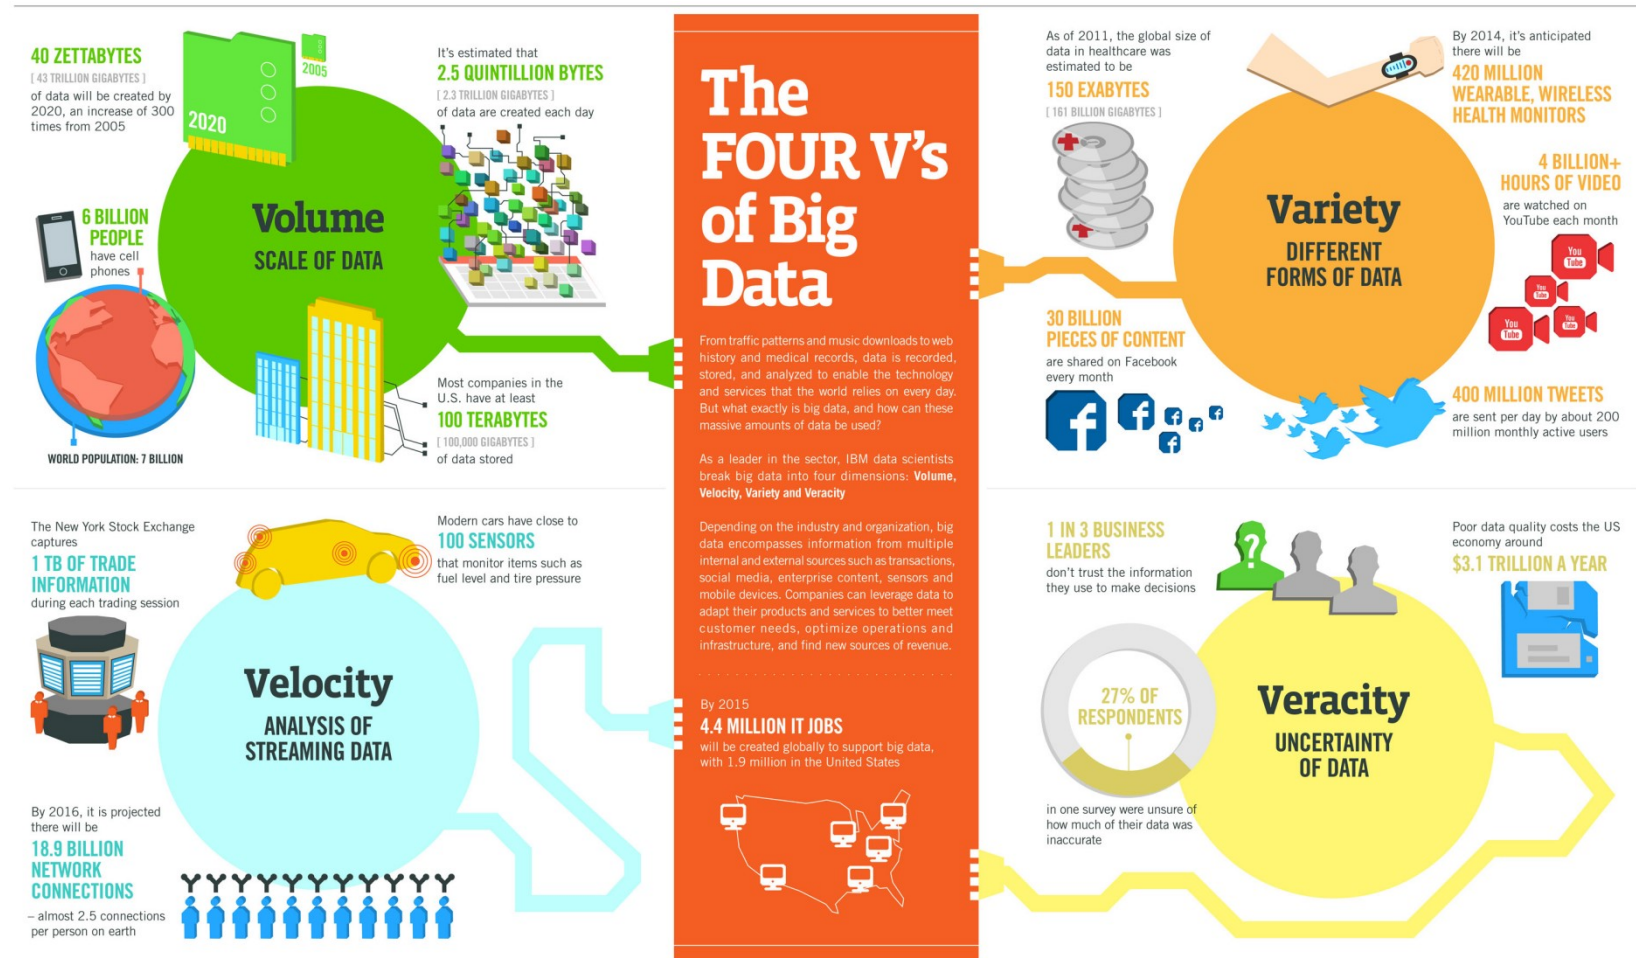 40 ZETTABYTES
[ 43 TRILLION GIGABYTES ]
of data will be created by
2020, an increase of 300
times from 2005
2020
2005
It's estimated that
2.5 QUINTILLION BYTES
[ 2.3 TRILLION GIGABYTES ]
of data are created each day
6 BILLION
PEOPLE
have cell
phones
WORLD POPULATION: 7 BILLION
Volume
SCALE OF DATA
Most companies in the
U.S. have at least
100 TERABYTES
[ 100,000 GIGABYTES ]
of data stored
The New York Stock Exchange
captures
1 TB OF TRADE
INFORMATION
during each trading session
Modern cars have close to
100 SENSORS
that monitor items such as
fuel level and tire pressure
Velocity
ANALYSIS OF
STREAMING DATA
By 2016, it is projected
there will be
18.9 BILLION
NETWORK
CONNECTIONS
– almost 2.5 connections
per person on earth
The
FOUR V's
of Big
Data
From traffic patterns and music downloads to web
history and medical records, data is recorded,
stored, and analyzed to enable the technology
and services that the world relies on every day.
But what exactly is big data, and how can these
massive amounts of data be used?
As a leader in the sector, IBM data scientists
break big data into four dimensions: Volume,
Velocity, Variety and Veracity
Depending on the industry and organization, big
data encompasses information from multiple
internal and external sources such as transactions,
social media, enterprise content, sensors and
mobile devices. Companies can leverage data to
adapt their products and services to better meet
customer needs, optimize operations and
infrastructure, and find new sources of revenue.
By 2015
4.4 MILLION IT JOBS
will be created globally to support big data,
with 1.9 million in the United States
As of 2011, the global size of
data in healthcare was
estimated to be
150 EXABYTES
[ 161 BILLION GIGABYTES ]
By 2014, it's anticipated
there will be
420 MILLION
WEARABLE, WIRELESS
HEALTH MONITORS
4 BILLION+
HOURS OF VIDEO
are watched on
YouTube each month
You
Tube
You
Tube
You
Tube
You
Tube
Variety
DIFFERENT
FORMS OF DATA
30 BILLION
PIECES OF CONTENT
are shared on Facebook
every month
f
f
f
f
f
f
400 MILLION TWEETS
are sent per day by about 200
million monthly active users
1 IN 3 BUSINESS
LEADERS
don't trust the information
they use to make decisions
?
Poor data quality costs the US
economy around
$3.1 TRILLION A YEAR
27% OF
RESPONDENTS
in one survey were unsure of
how much of their data was
inaccurate
Veracity
UNCERTAINTY
OF DATA